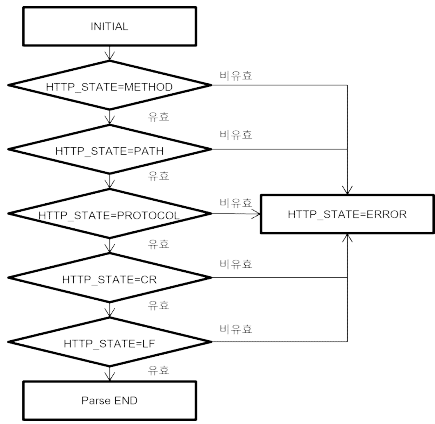 INITIAL
비유효
HTTP_STATE=METHOD
유효
비유효
HTTP_STATE=PATH
유효
비유효
HTTP_STATE=PROTOCOL
HTTP_STATE=ERROR
유효
비유효
HTTP_STATE=CR
유효
비유효
HTTP_STATE=LF
유효
Parse END